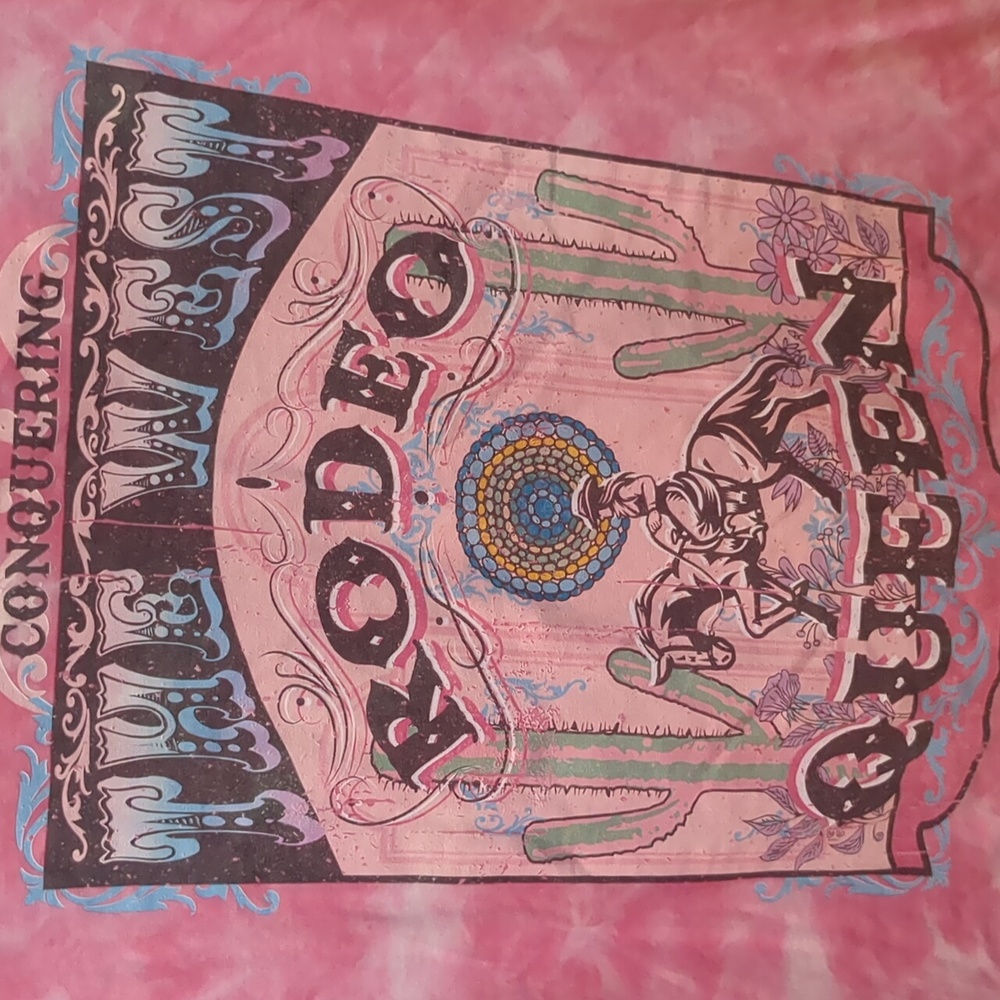 CONQUERING
THE WEST
RODEO
QUEEN